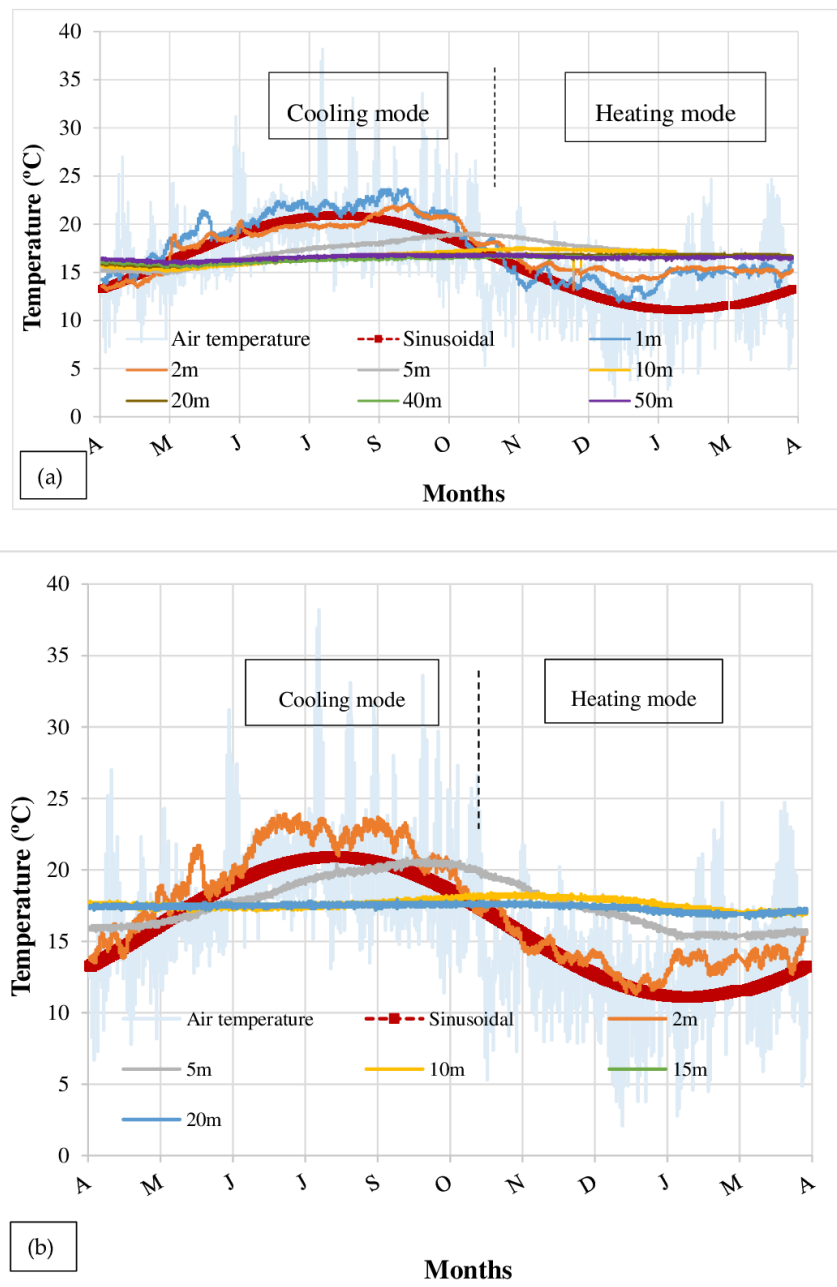 40
35
30
25
20
15
10
5
0
Temperature (ºC)
Cooling mode
Heating mode
Air temperature Sinusoidal 1m
2m 5m 10m
20m 40m 50m
A M J J S O N D J M A
(a)
Months
40
35
30
25
20
15
10
5
0
Temperature (ºC)
Cooling mode
Heating mode
Air temperature Sinusoidal 2m
5m 10m 15m
20m
A M J J S O N D J M A
(b)
Months